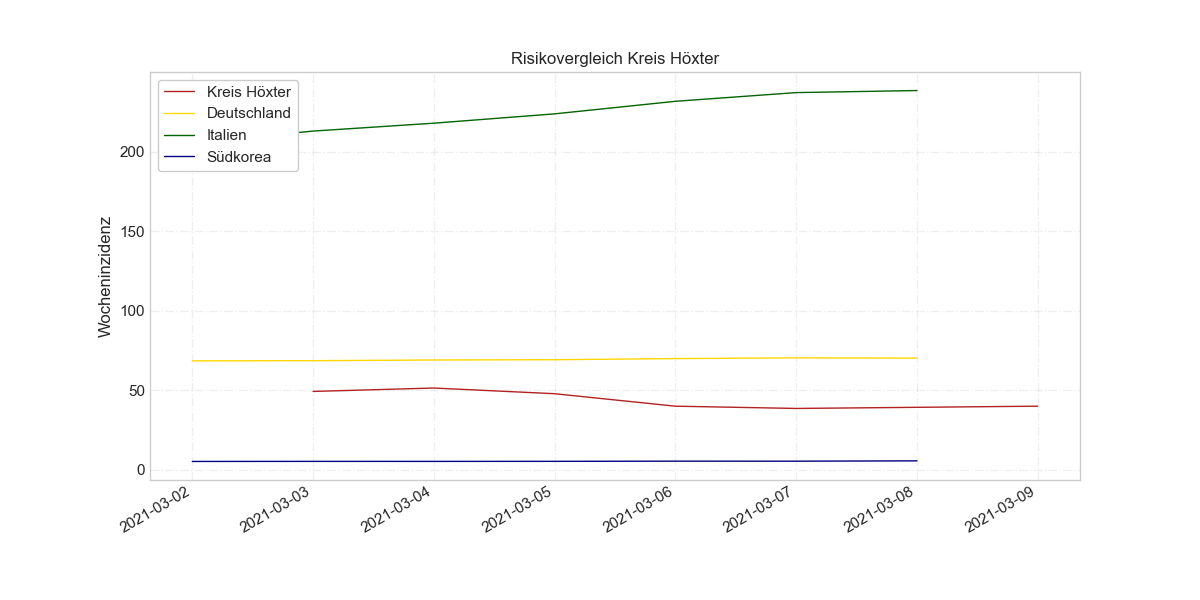 Risikovergleich Kreis Höxter
Kreis Höxter
Deutschland
Italien
Südkorea
Wocheninzidenz
200
150
100
50
0
2021-03-02
2021-03-03
2021-03-04
2021-03-05
2021-03-06
2021-03-07
2021-03-08
2021-03-09